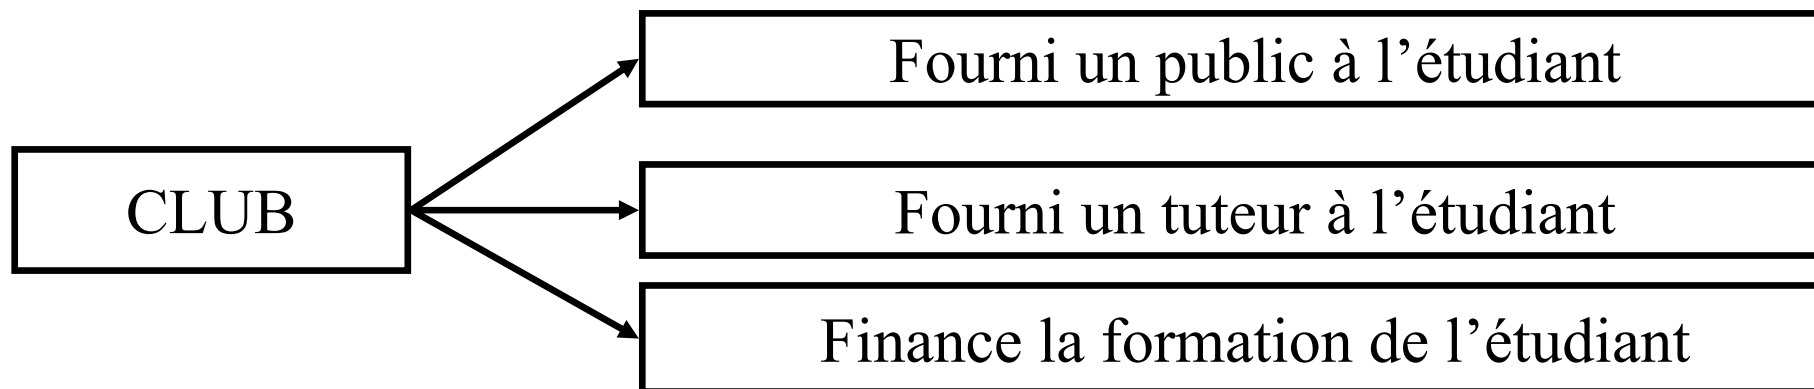 Fourni un public à l’étudiant
CLUB
Fourni un tuteur à l’étudiant
Finance la formation de l’étudiant